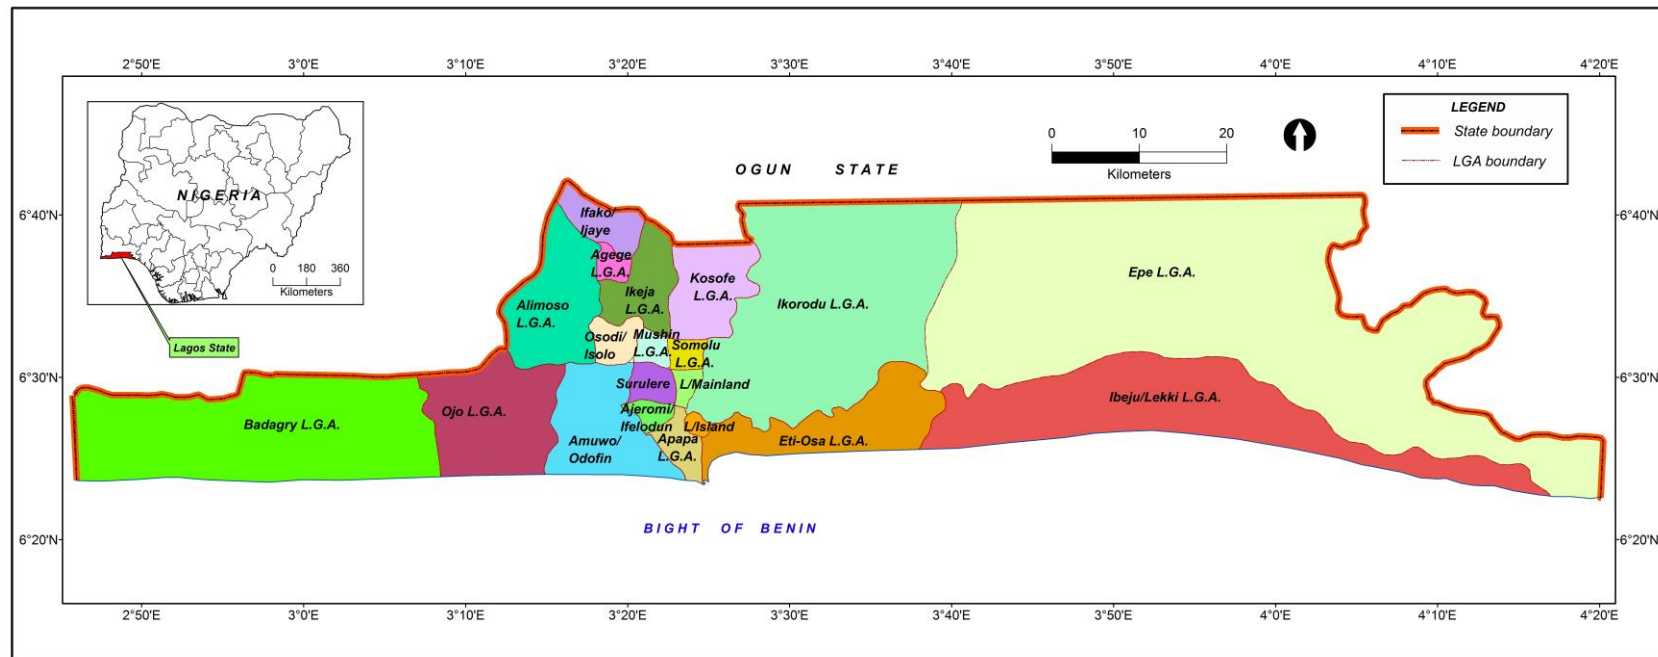 2°50'E 3°0'E 3°10'E 3°20'E 3°30'E 3°40'E 3°50'E 4°0'E 4°10'E 4°20'E
LEGEND
State boundary
LGA boundary
0 10 20
Kilometers
NIGERIA
0 180 360
Kilometers
Lagos State
OGUN STATE
6°40'N 6°40'N
Ifako/
Ijaye
Agege
L.G.A.
Ikeja
L.G.A.
Kosofe
L.G.A.
Epe L.G.A.
Ikorodu L.G.A.
Alimoso
L.G.A.
Osodi/
Isolo
Mushin
L.G.A.
Somolu
L.G.A.
6°30'N 6°30'N
Surulere
L/Mainland
Ibeju/Lekki L.G.A.
Ojo L.G.A.
Badagry L.G.A.
Ajeromi/
Ifelodun
L/Island
Apapa
L.G.A.
Eti-Osa L.G.A.
Amuwo/
Odofin
BIGHT OF BENIN
6°20'N 6°20'N
2°50'E 3°0'E 3°10'E 3°20'E 3°30'E 3°40'E 3°50'E 4°0'E 4°10'E 4°20'E